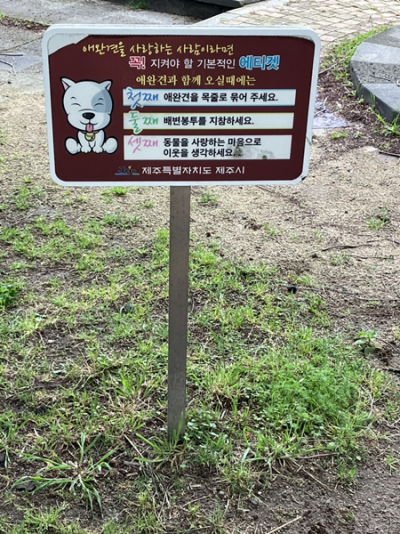 애완견을 사랑하는 사람이라면
꼭! 지켜야 할 기본적인 에티켓
애완견과 함께 오실때에는
첫째 애완견을 목줄로 묶어 주세요.
둘째 배변봉투를 지참하세요.
셋째 동물을 사랑하는 마음으로
이웃을 생각하세요.
제주특별자치도 제주시